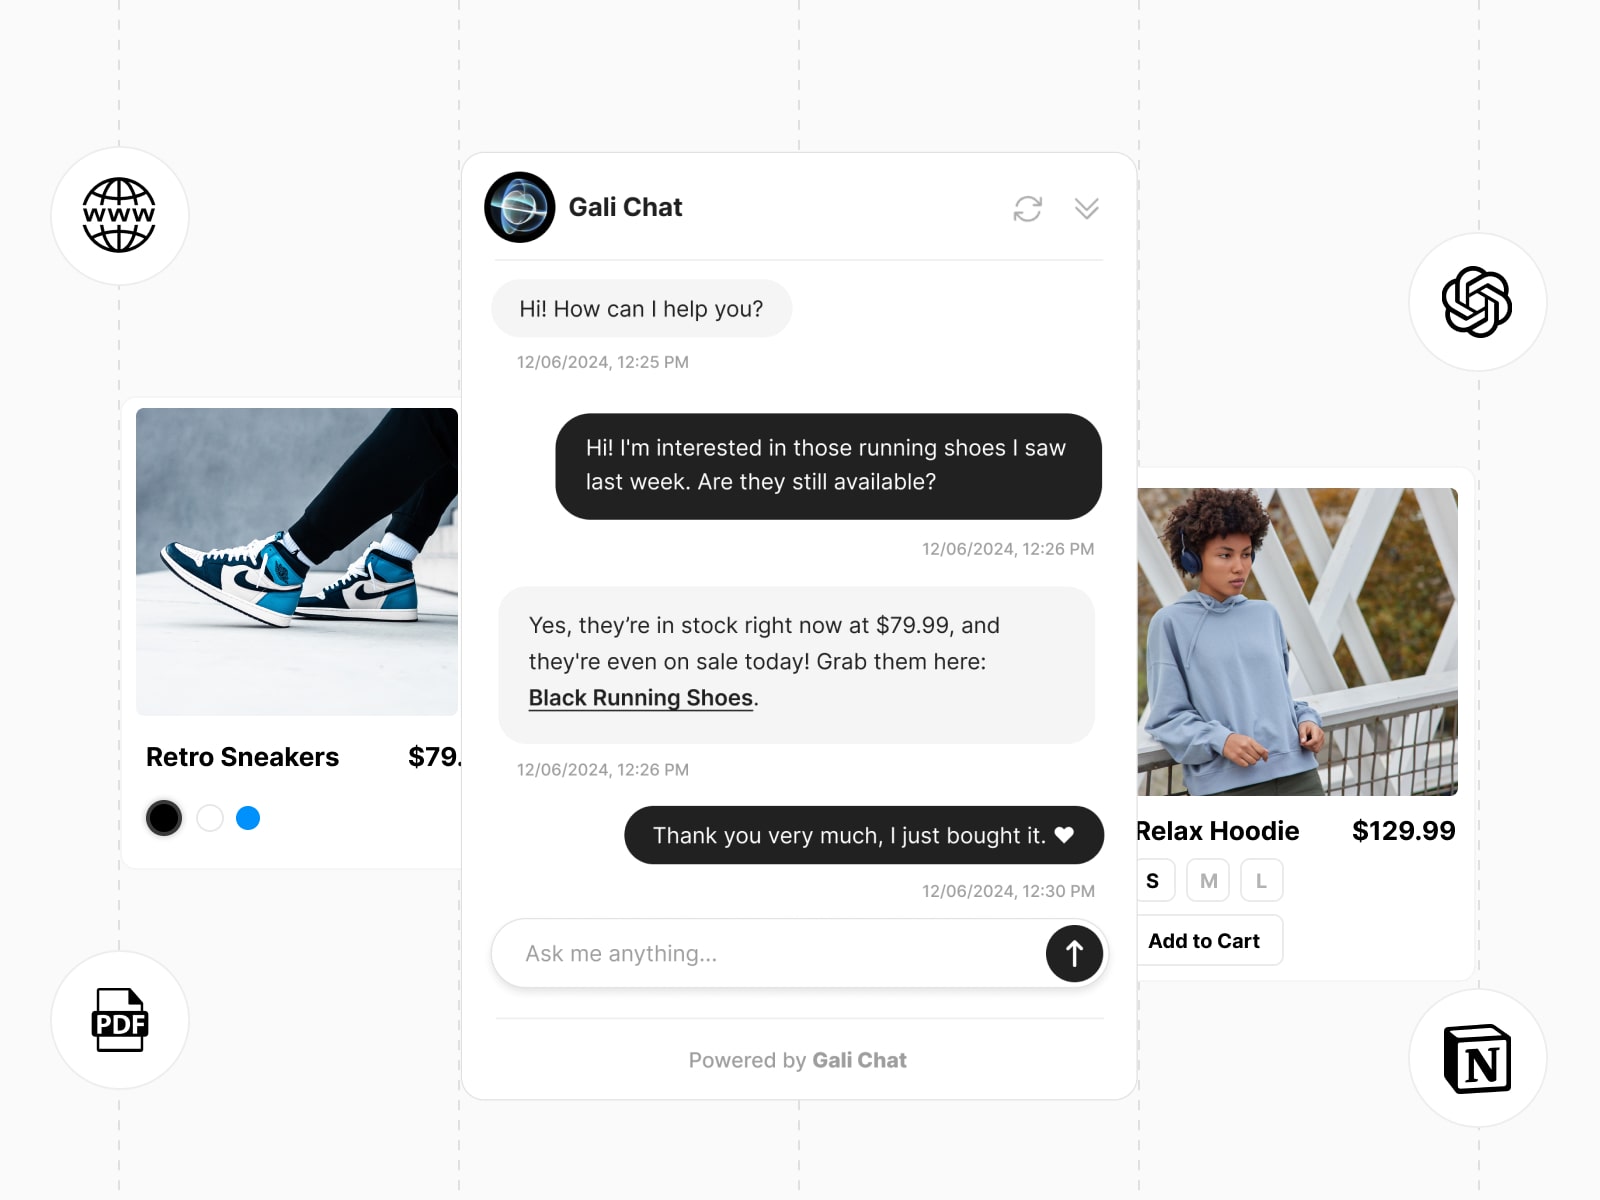 WWW
Gali Chat
Hi! How can I help you?
12/06/2024, 12:25 PM
Hi! I'm interested in those running shoes I saw
last week. Are they still available?
12/06/2024, 12:26 PM
Yes, they’re in stock right now at $79.99, and
they're even on sale today! Grab them here:
Black Running Shoes.
12/06/2024, 12:26 PM
Thank you very much, I just bought it.
12/06/2024, 12:30 PM
Ask me anything...
Powered by Gali Chat
Retro Sneakers $79.
Relax Hoodie $129.99
S M L
Add to Cart
PDF
N